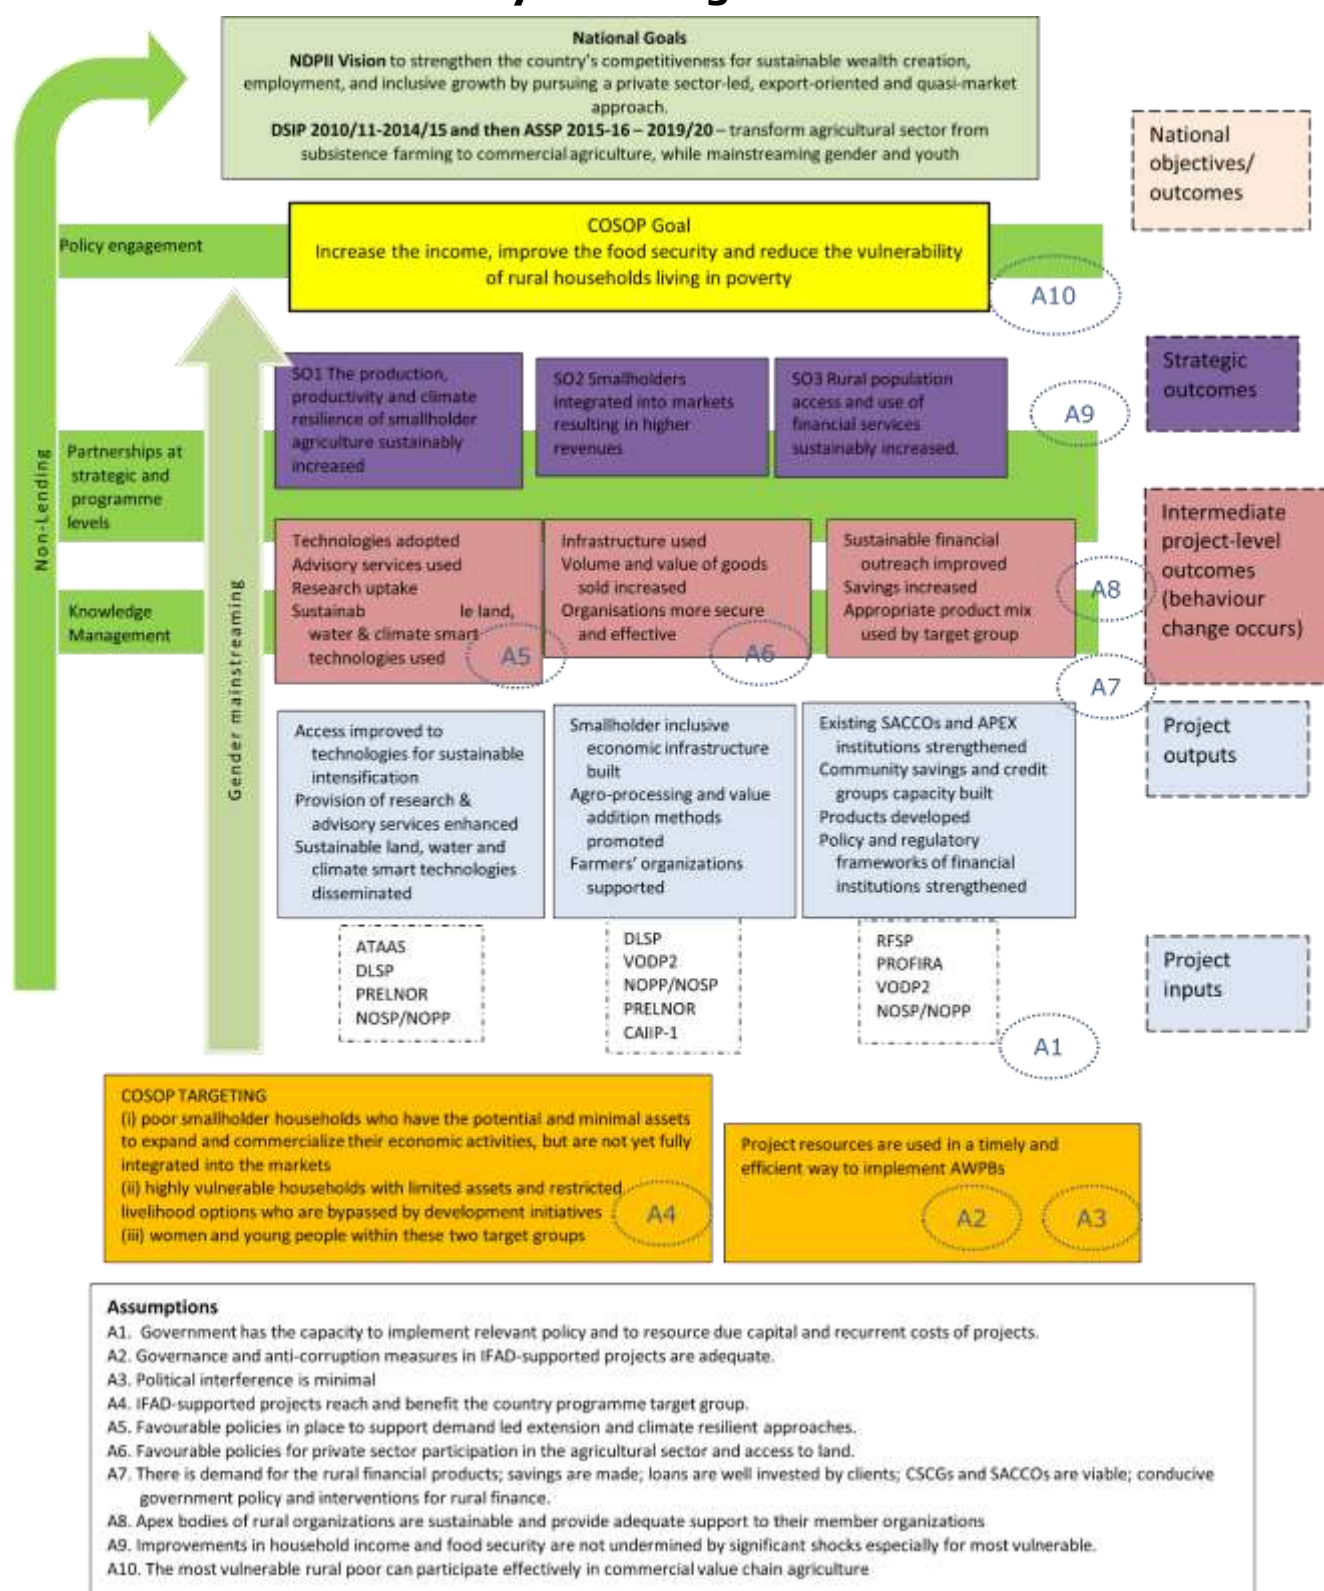 National Goals
NDPII Vision to strengthen the country's competitiveness for sustainable wealth creation,
employment, and inclusive growth by pursuing a private sector-led, export-oriented and quasi-market
approach.
DSIP 2010/11-2014/15 and then ASSP 2015-16 – 2019/20 – transform agricultural sector from
subsistence farming to commercial agriculture, while mainstreaming gender and youth
National
objectives/
outcomes
Policy engagement
COSOP Goal
Increase the income, improve the food security and reduce the vulnerability
of rural households living in poverty
A10
SO1 The production,
productivity and climate
resilience of smallholder
agriculture sustainably
increased
SO2 Smallholders
integrated into markets
resulting in higher
revenues
SO3 Rural population
access and use of
financial services
sustainably increased.
A9
Strategic
outcomes
Non-Lending
Partnerships at
strategic and
programme
levels
Knowledge
Management
Gender mainstreaming
Technologies adopted
Advisory services used
Research uptake
Sustainab le land,
water & climate smart
technologies used
A5
Infrastructure used
Volume and value of goods
sold increased
Organisations more secure
and effective
A6
Sustainable financial
outreach improved
Savings increased
Appropriate product mix
used by target group
A8
A7
Intermediate
project-level
outcomes
(behaviour
change occurs)
Access improved to
technologies for sustainable
intensification
Provision of research &
advisory services enhanced
Sustainable land, water and
climate smart technologies
disseminated
Smallholder inclusive
economic infrastructure
built
Agro-processing and value
addition methods
promoted
Farmers' organizations
supported
Existing SACCOs and APEX
institutions strengthened
Community savings and credit
groups capacity built
Products developed
Policy and regulatory
frameworks of financial
institutions strengthened
Project
outputs
ATAAS
DLSP
PRELNOR
NOSP/NOPP
DLSP
VODP2
NOPP/NOSP
PRELNOR
CAIIP-1
RFSP
PROFIRA
VODP2
NOSP/NOPP
A1
Project
inputs
COSOP TARGETING
(i) poor smallholder households who have the potential and minimal assets
to expand and commercialize their economic activities, but are not yet fully
integrated into the markets
(ii) highly vulnerable households with limited assets and restricted
livelihood options who are bypassed by development initiatives
(iii) women and young people within these two target groups
A4
Project resources are used in a timely and
efficient way to implement AWPBs
A2
A3
Assumptions
A1. Government has the capacity to implement relevant policy and to resource due capital and recurrent costs of projects.
A2. Governance and anti-corruption measures in IFAD-supported projects are adequate.
A3. Political interference is minimal
A4. IFAD-supported projects reach and benefit the country programme target group.
A5. Favourable policies in place to support demand led extension and climate resilient approaches.
A6. Favourable policies for private sector participation in the agricultural sector and access to land.
A7. There is demand for the rural financial products; savings are made; loans are well invested by clients; CSCGs and SACCOs are viable; conducive
government policy and interventions for rural finance.
A8. Apex bodies of rural organizations are sustainable and provide adequate support to their member organizations
A9. Improvements in household income and food security are not undermined by significant shocks especially for most vulnerable.
A10. The most vulnerable rural poor can participate effectively in commercial value chain agriculture